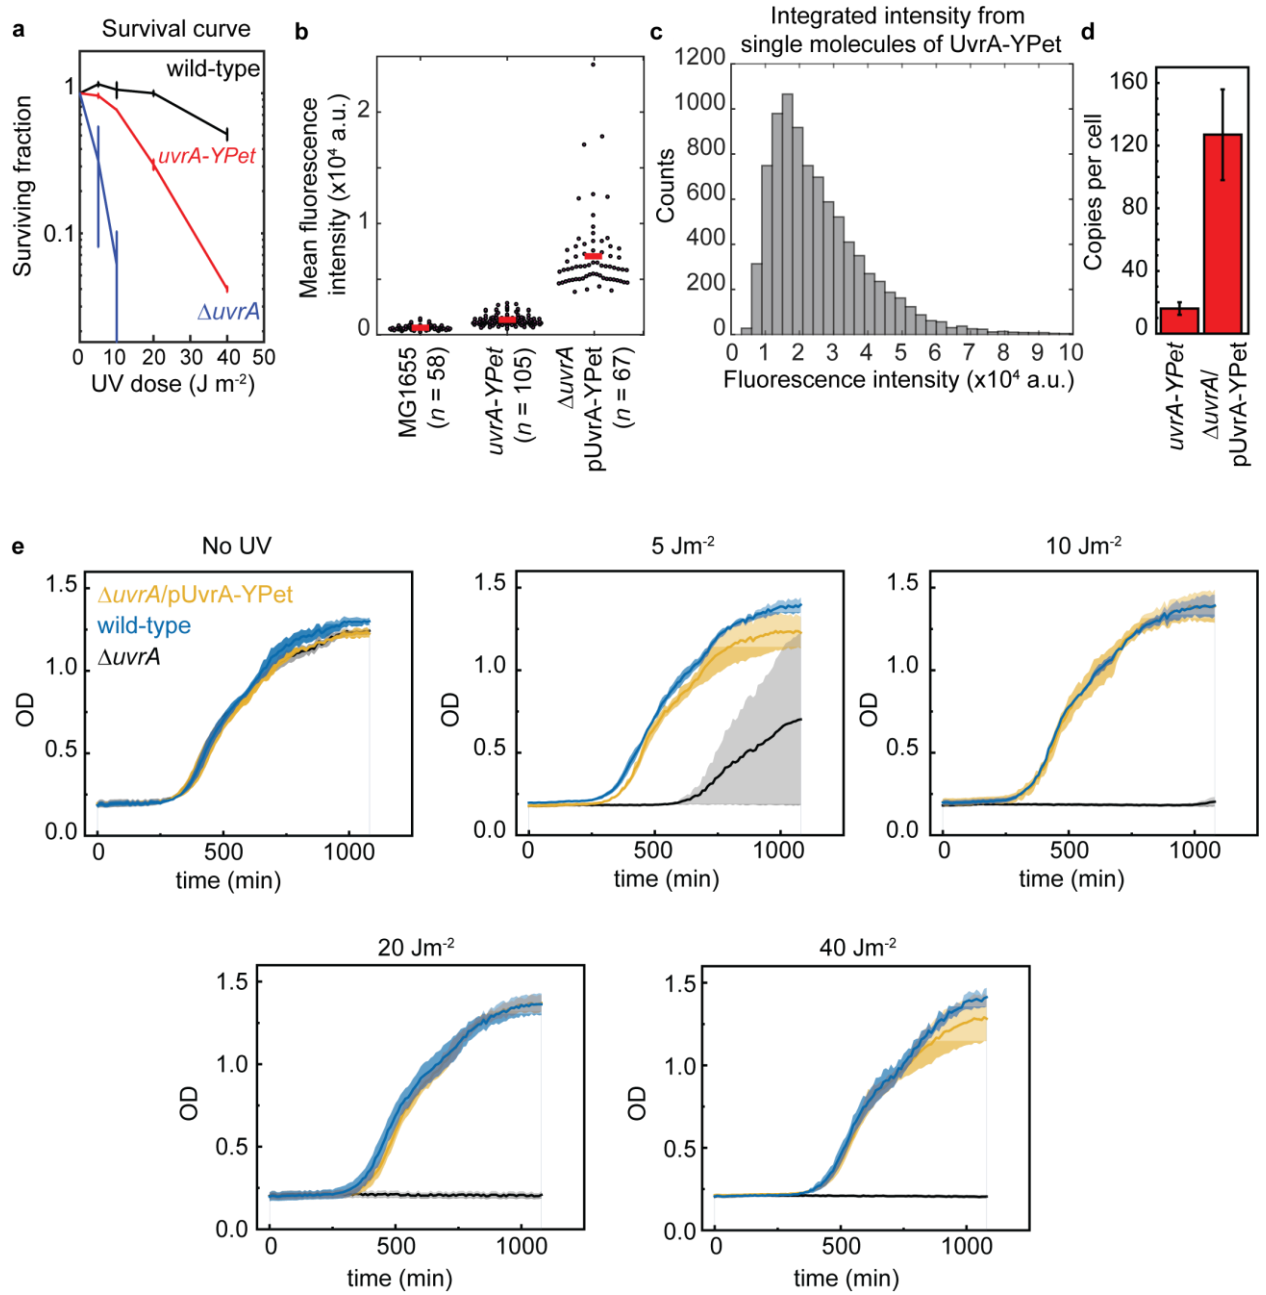 a
Survival curve
wild-type
uvrA-YPet
ΔuvrA
1
0.1
Surviving fraction
0
10
20
30
40
50
UV dose (J m-2)
b
Mean fluorescence
intensity (x10⁴ a.u.)
2
1
0
MG1655
(n = 58)
uvrA-YPet
(n = 105)
ΔuvrA
pUvrA-YPet
(n = 67)
c
Integrated intensity from
single molecules of UvrA-YPet
Counts
1200
1000
800
600
400
200
0
0 1 2 3 4 5 6 7 8 9 10
Fluorescence intensity (x10⁴ a.u.)
d
Copies per cell
160
120
80
40
0
uvrA-YPet
ΔuvrA/
pUvrA-YPet
e
No UV
ΔuvrA/pUvrA-YPet
wild-type
ΔuvrA
OD
1.5
1.0
0.5
0.0
0 500 1000
time (min)
5 Jm-2
OD
1.5
1.0
0.5
0.0
0 500 1000
time (min)
10 Jm-2
OD
1.5
1.0
0.5
0.0
0 500 1000
time (min)
20 Jm-2
OD
1.5
1.0
0.5
0.0
0 500 1000
time (min)
40 Jm-2
OD
1.5
1.0
0.5
0.0
0 500 1000
time (min)